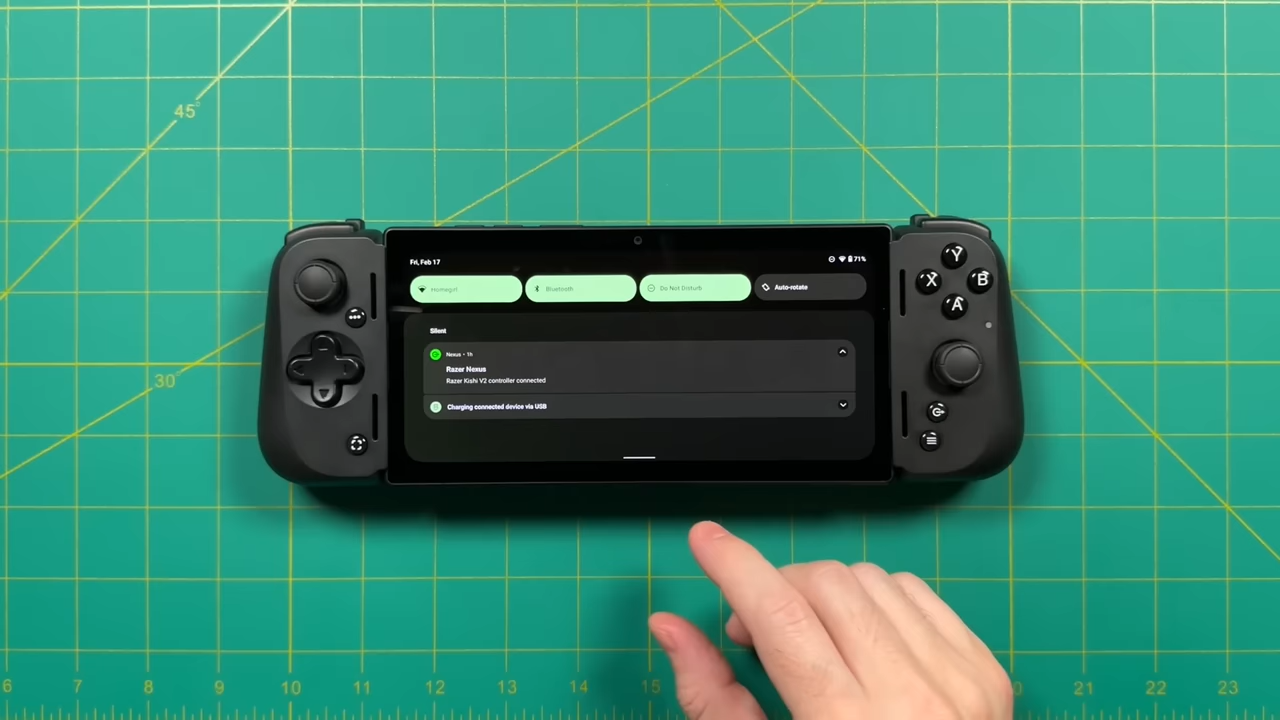 45°
30°
Fri, Feb 17
71%
Homegirl
Bluetooth
Do Not Disturb
Auto-rotate
Silent
Nexus • 1h
Razer Nexus
Razer Kishi V2 controller connected
Charging connected device via USB
Y
X
B
A
6 7 8 9 10 11 12 13 14 15 21 22 23